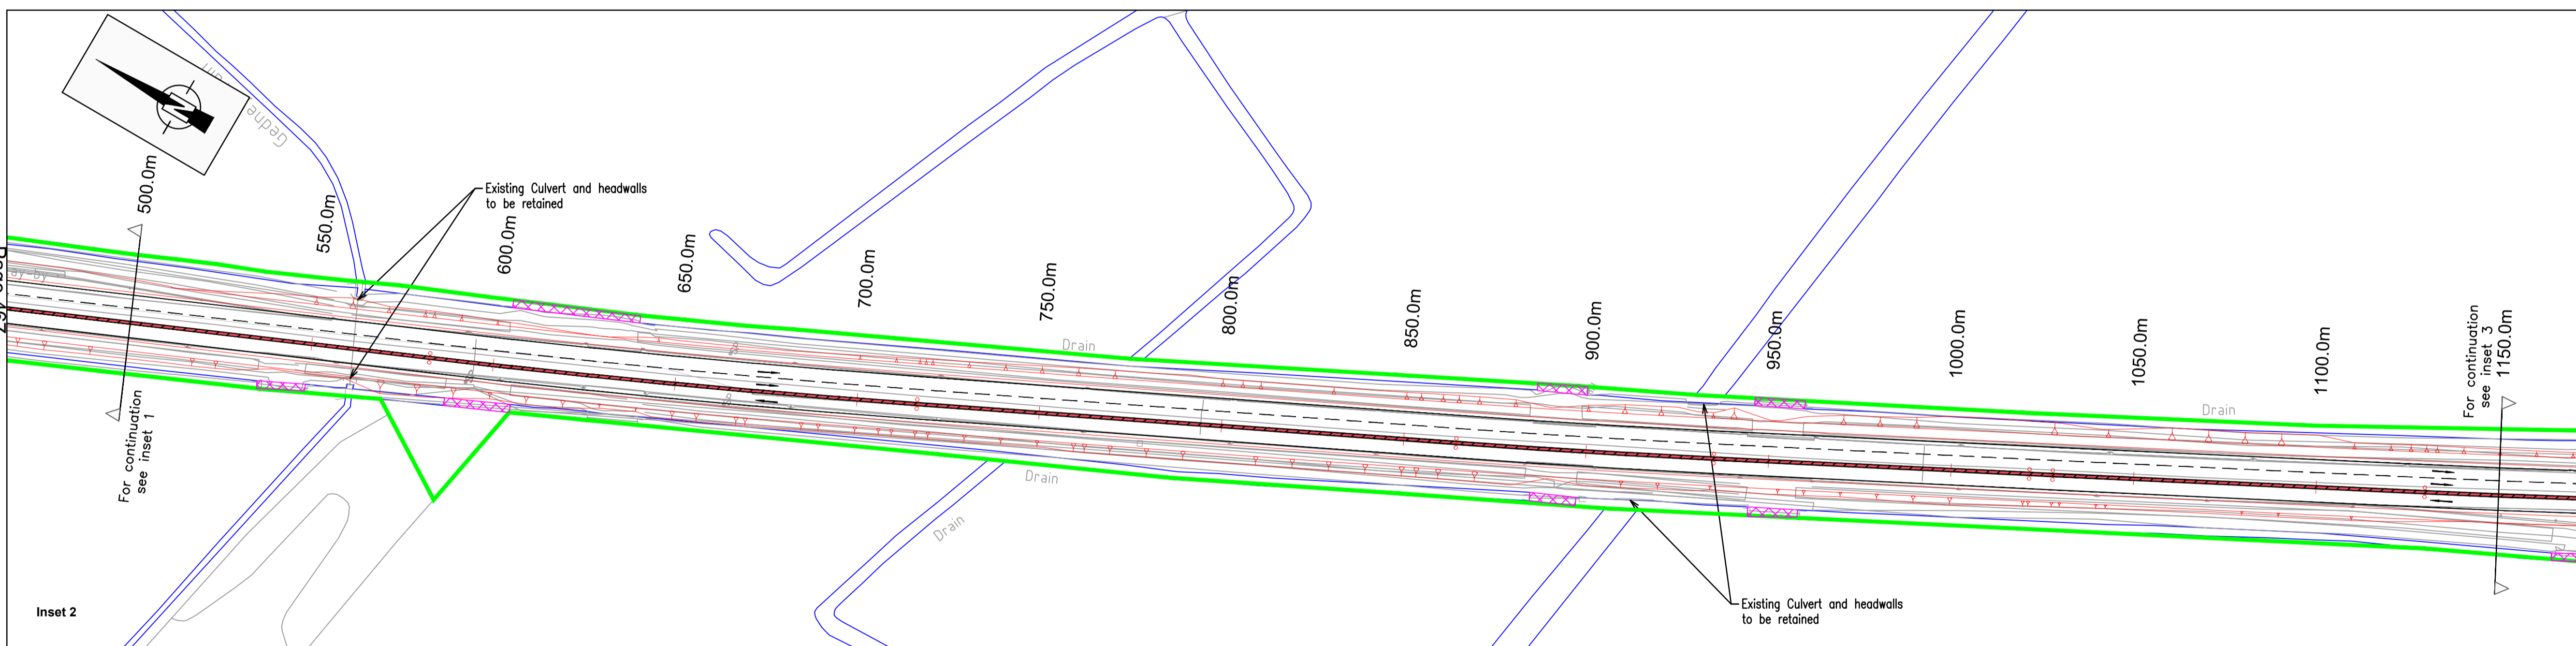 N
Gedne
500.0m
550.0m
Existing Culvert and headwalls
to be retained
600.0m
650.0m
700.0m
750.0m
800.0m
850.0m
900.0m
950.0m
1000.0m
1050.0m
1100.0m
1150.0m
For continuation
see inset 3
ay-by
Drain
Drain
Drain
Drain
For continuation
see inset 1
Existing Culvert and headwalls
to be retained
Inset 2